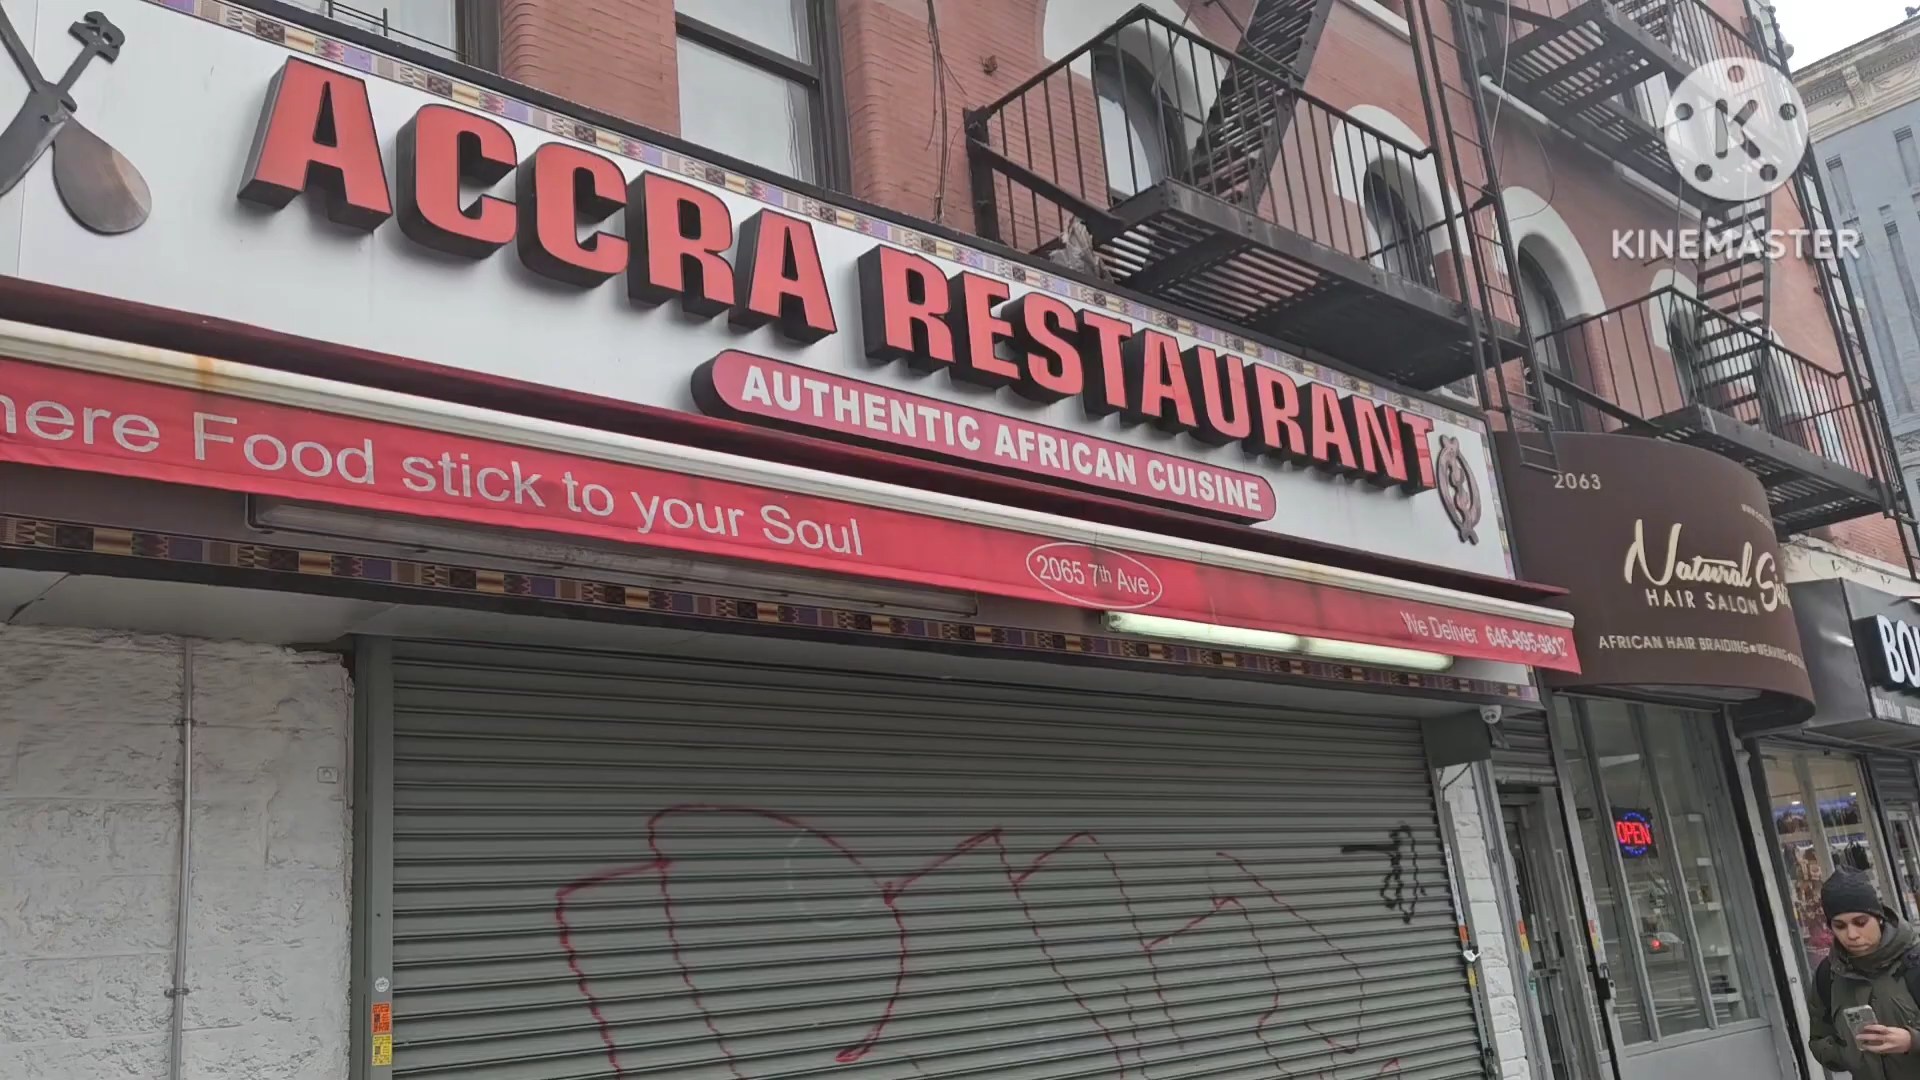 ACCRA RESTAURANT
AUTHENTIC AFRICAN CUISINE
Food stick to your Soul
2065 7th Ave.
We Deliver 646-895-9812
KINEMASTER
2063
Natural
HAIR SALON
AFRICAN HAIR BRAIDING
OPEN